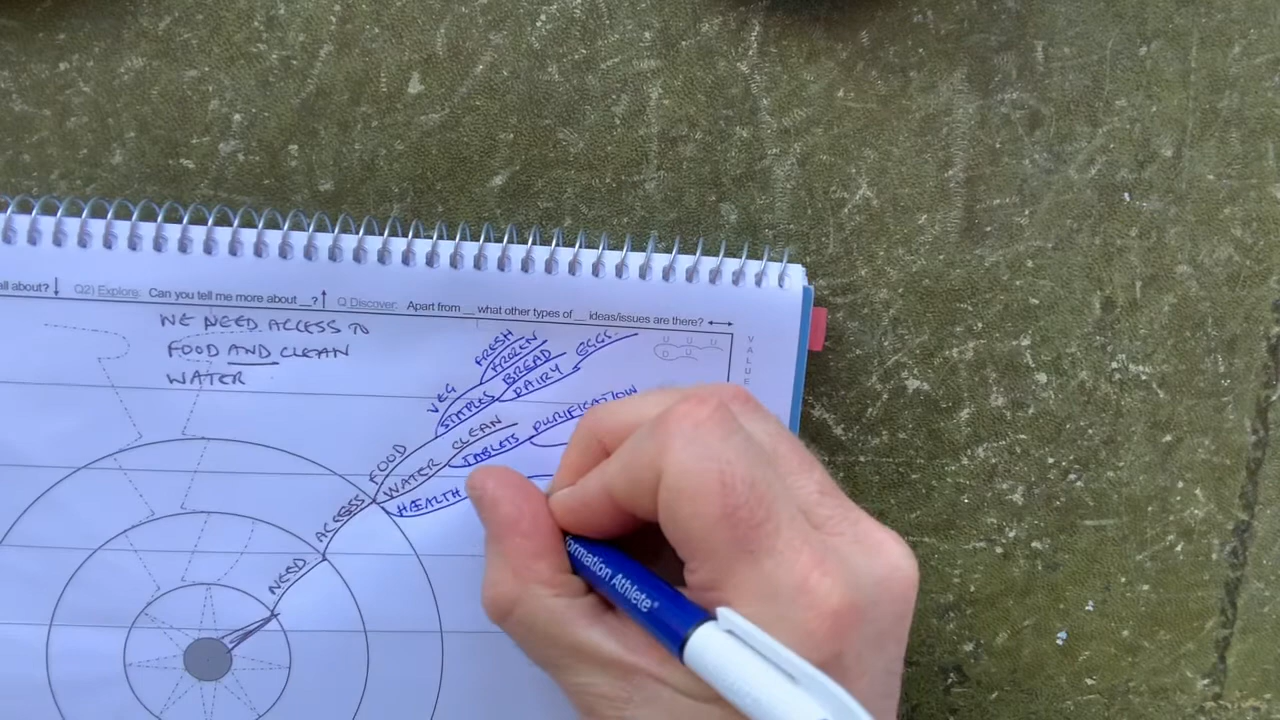 all about? Q2) Explore: Can you tell me more about __? Q Discover: Apart from __ what other types of __ ideas/issues are there?
WE NEED ACCESS TO
FOOD AND CLEAN
WATER
U U U
D U
VALUE
FRESH
FROZEN
VEG
STAPLES
BREAD
DAIRY
EGGS
FOOD
WATER
CLEAN
TABLETS
PURIFICATION
HEALTH
ACCESS
NEED
formation Athlete®